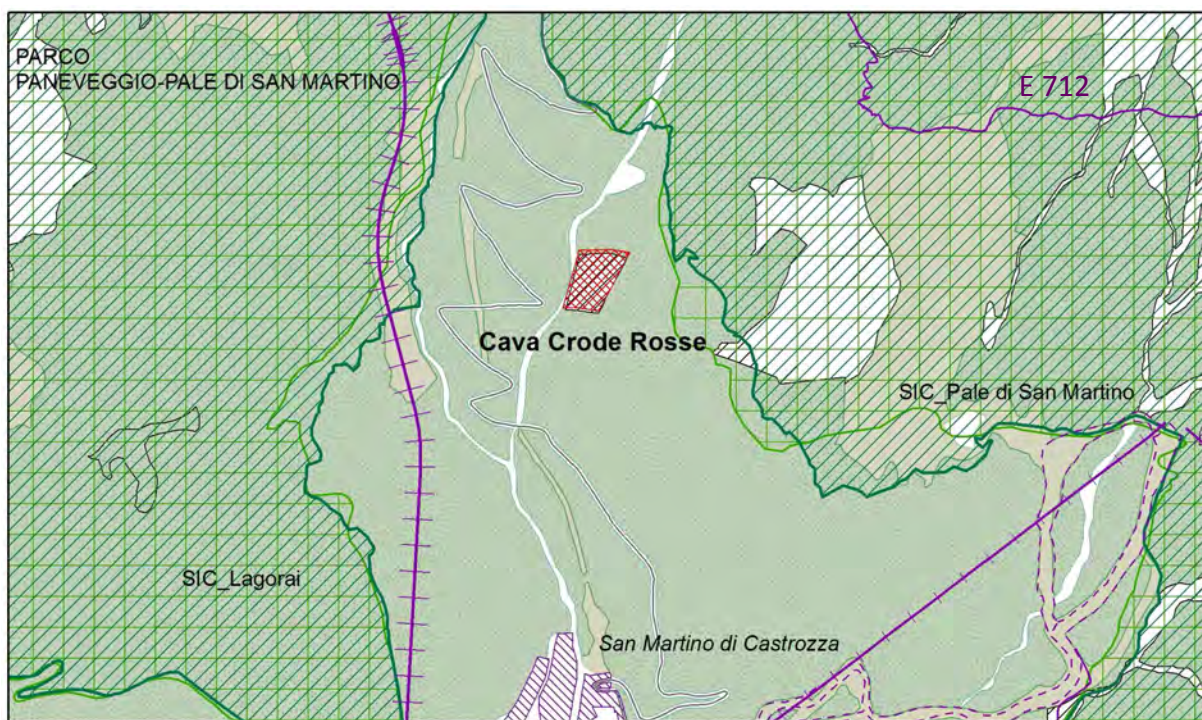 PARCO
PANEVEGGIO-PALE DI SAN MARTINO
E 712
Cava Crode Rosse
SIC_Pale di San Martino
SIC_Lagorai
San Martino di Castrozza